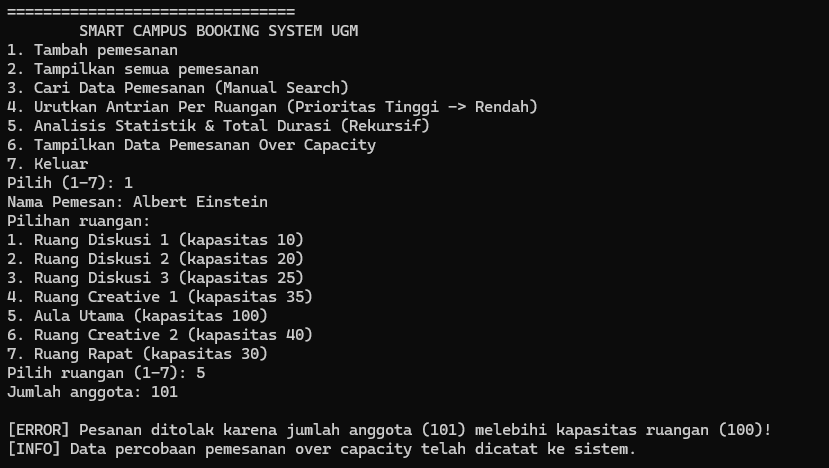 ================================
SMART CAMPUS BOOKING SYSTEM UGM
1. Tambah pemesanan
2. Tampilkan semua pemesanan
3. Cari Data Pemesanan (Manual Search)
4. Urutkan Antrian Per Ruangan (Prioritas Tinggi -> Rendah)
5. Analisis Statistik & Total Durasi (Rekursif)
6. Tampilkan Data Pemesanan Over Capacity
7. Keluar
Pilih (1-7): 1
Nama Pemesan: Albert Einstein
Pilihan ruangan:
1. Ruang Diskusi 1 (kapasitas 10)
2. Ruang Diskusi 2 (kapasitas 20)
3. Ruang Diskusi 3 (kapasitas 25)
4. Ruang Creative 1 (kapasitas 35)
5. Aula Utama (kapasitas 100)
6. Ruang Creative 2 (kapasitas 40)
7. Ruang Rapat (kapasitas 30)
Pilih ruangan (1-7): 5
Jumlah anggota: 101
[ERROR] Pesanan ditolak karena jumlah anggota (101) melebihi kapasitas ruangan (100)!
[INFO] Data percobaan pemesanan over capacity telah dicatat ke sistem.